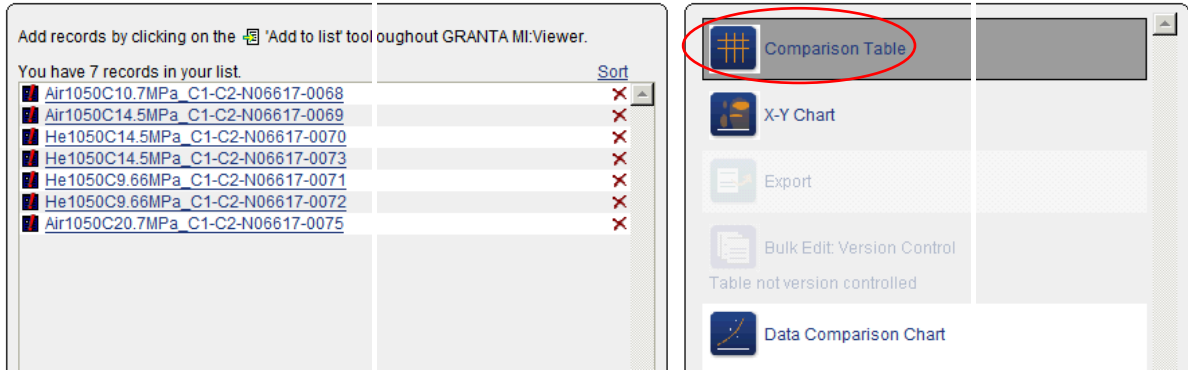 Add records by clicking on the 'Add to list' tool oughout GRANTA MI:Viewer.
You have 7 records in your list.
Sort
Air1050C10.7MPa_C1-C2-N06617-0068
Air1050C14.5MPa_C1-C2-N06617-0069
He1050C14.5MPa_C1-C2-N06617-0070
He1050C14.5MPa_C1-C2-N06617-0073
He1050C9.66MPa_C1-C2-N06617-0071
He1050C9.66MPa_C1-C2-N06617-0072
Air1050C20.7MPa_C1-C2-N06617-0075
Comparison Table
X-Y Chart
Export
Bulk Edit: Version Control
Table not version controlled
Data Comparison Chart